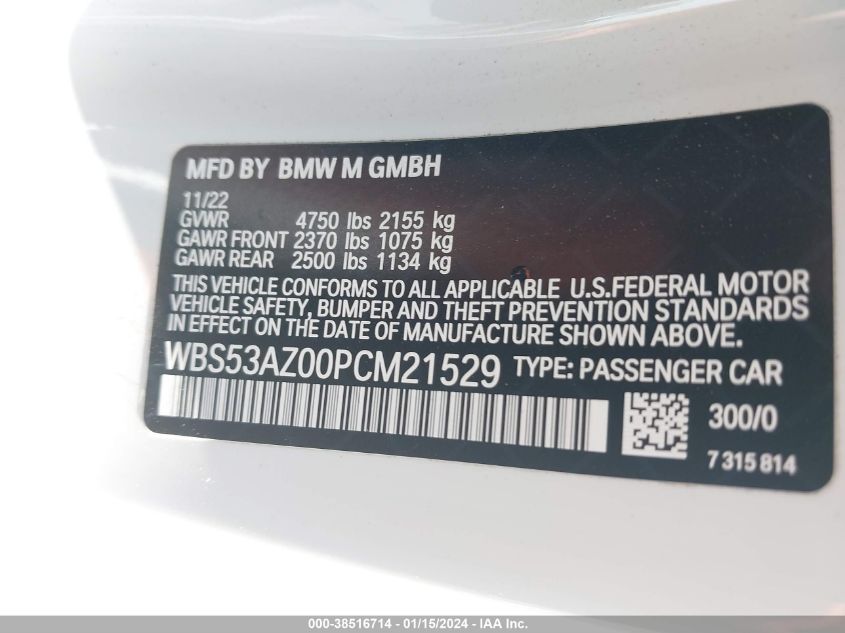 MFD BY BMW M GMBH
11/22
GVWR 4750 lbs 2155 kg
GAWR FRONT 2370 lbs 1075 kg
GAWR REAR 2500 lbs 1134 kg
THIS VEHICLE CONFORMS TO ALL APPLICABLE U.S.FEDERAL MOTOR
VEHICLE SAFETY, BUMPER AND THEFT PREVENTION STANDARDS
IN EFFECT ON THE DATE OF MANUFACTURE SHOWN ABOVE.
WBS53AZ00PCM21529 TYPE: PASSENGER CAR
300/0
7 315 814
000-38516714 - 01/15/2024 - IAA Inc.